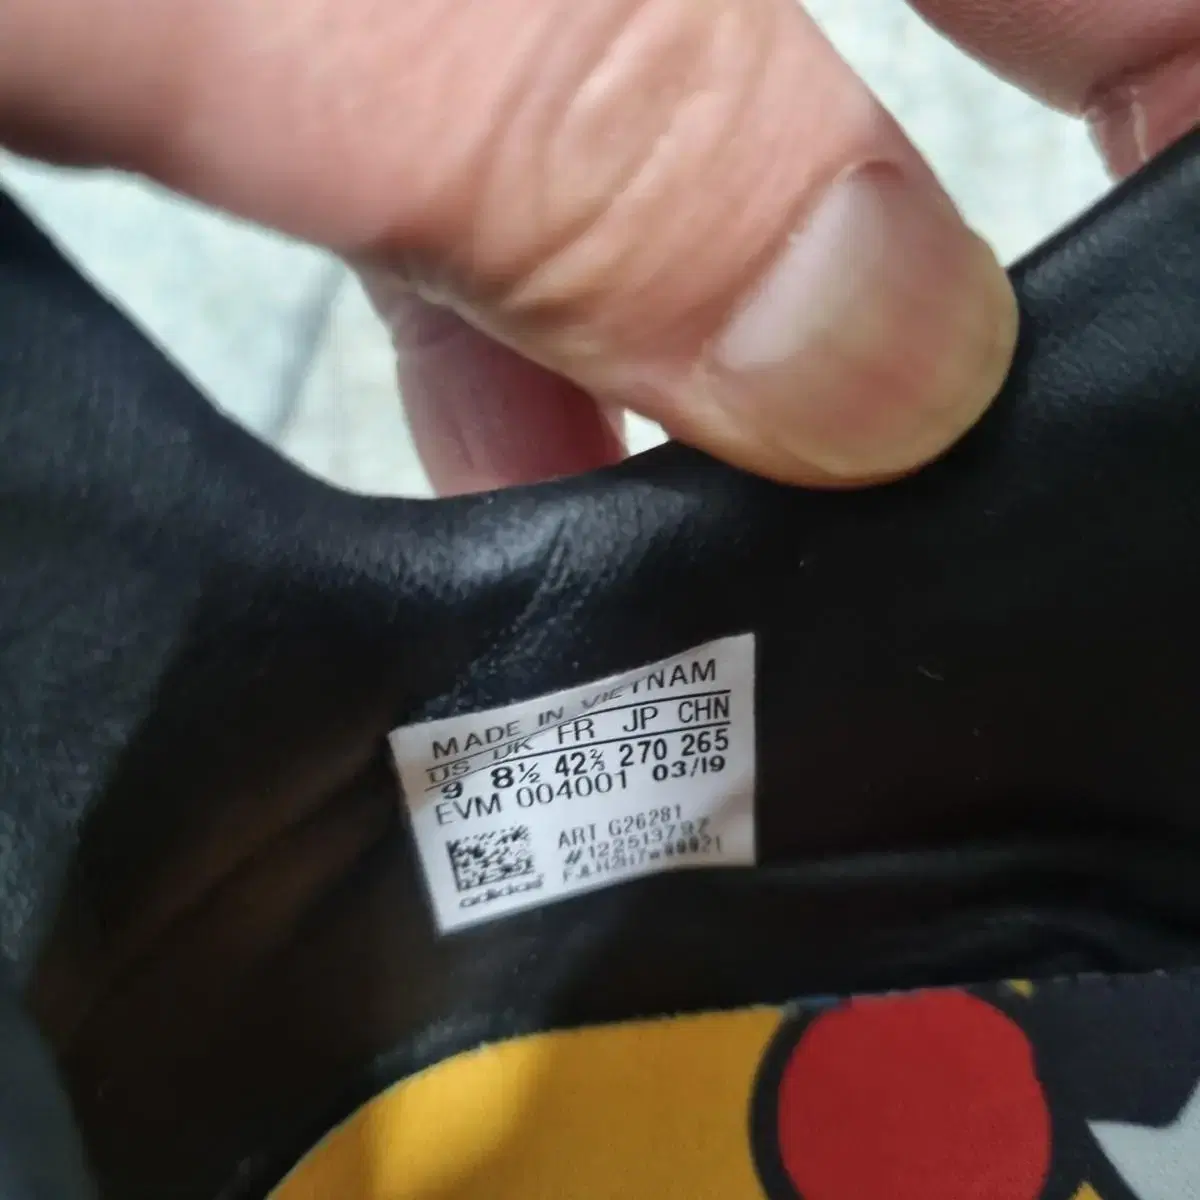 MADE IN VIETNAM
US UK FR JP CHN
9 8½ 42⅔ 270 265
EVM 004001 03/19
ART G26281
#122513797
adidas